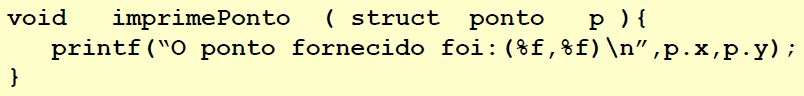 void imprimePonto ( struct ponto p ){
printf(“O ponto fornecido foi:(%f,%f)\n”,p.x,p.y);
}